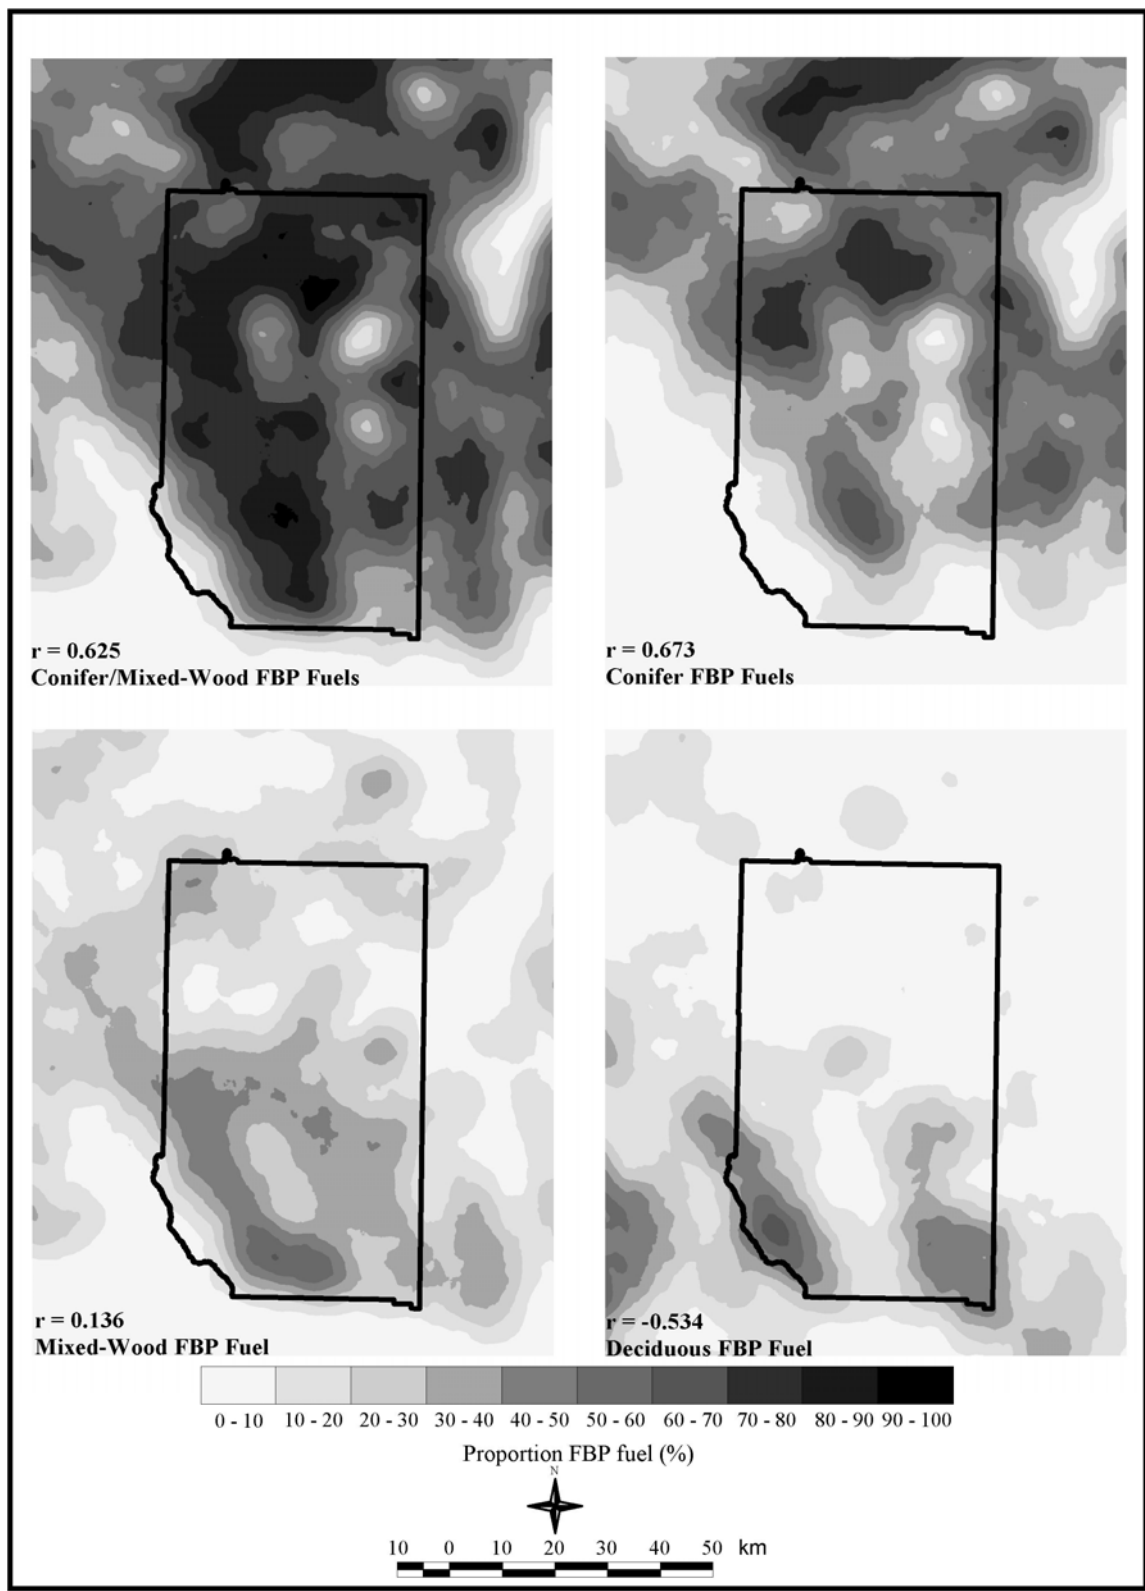 r = 0.625
Conifer/Mixed-Wood FBP Fuels
r = 0.673
Conifer FBP Fuels
r = 0.136
Mixed-Wood FBP Fuel
r = -0.534
Deciduous FBP Fuel
0 - 10 10 - 20 20 - 30 30 - 40 40 - 50 50 - 60 60 - 70 70 - 80 80 - 90 90 - 100
Proportion FBP fuel (%)
N
10 0 10 20 30 40 50 km